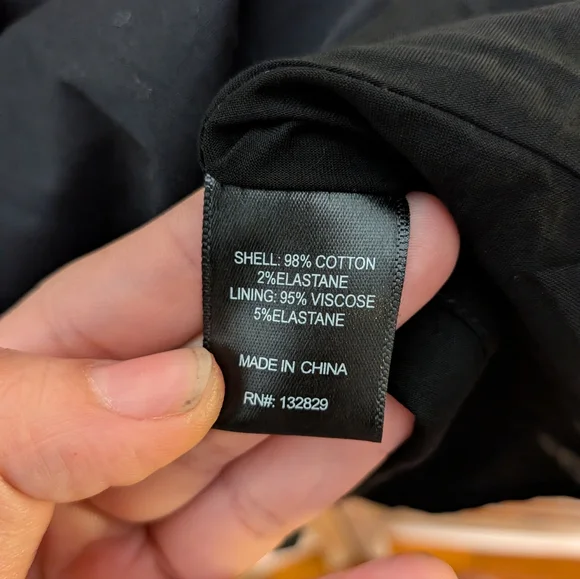 SHELL: 98% COTTON
2%ELASTANE
LINING: 95% VISCOSE
5%ELASTANE
MADE IN CHINA
RN#: 132829